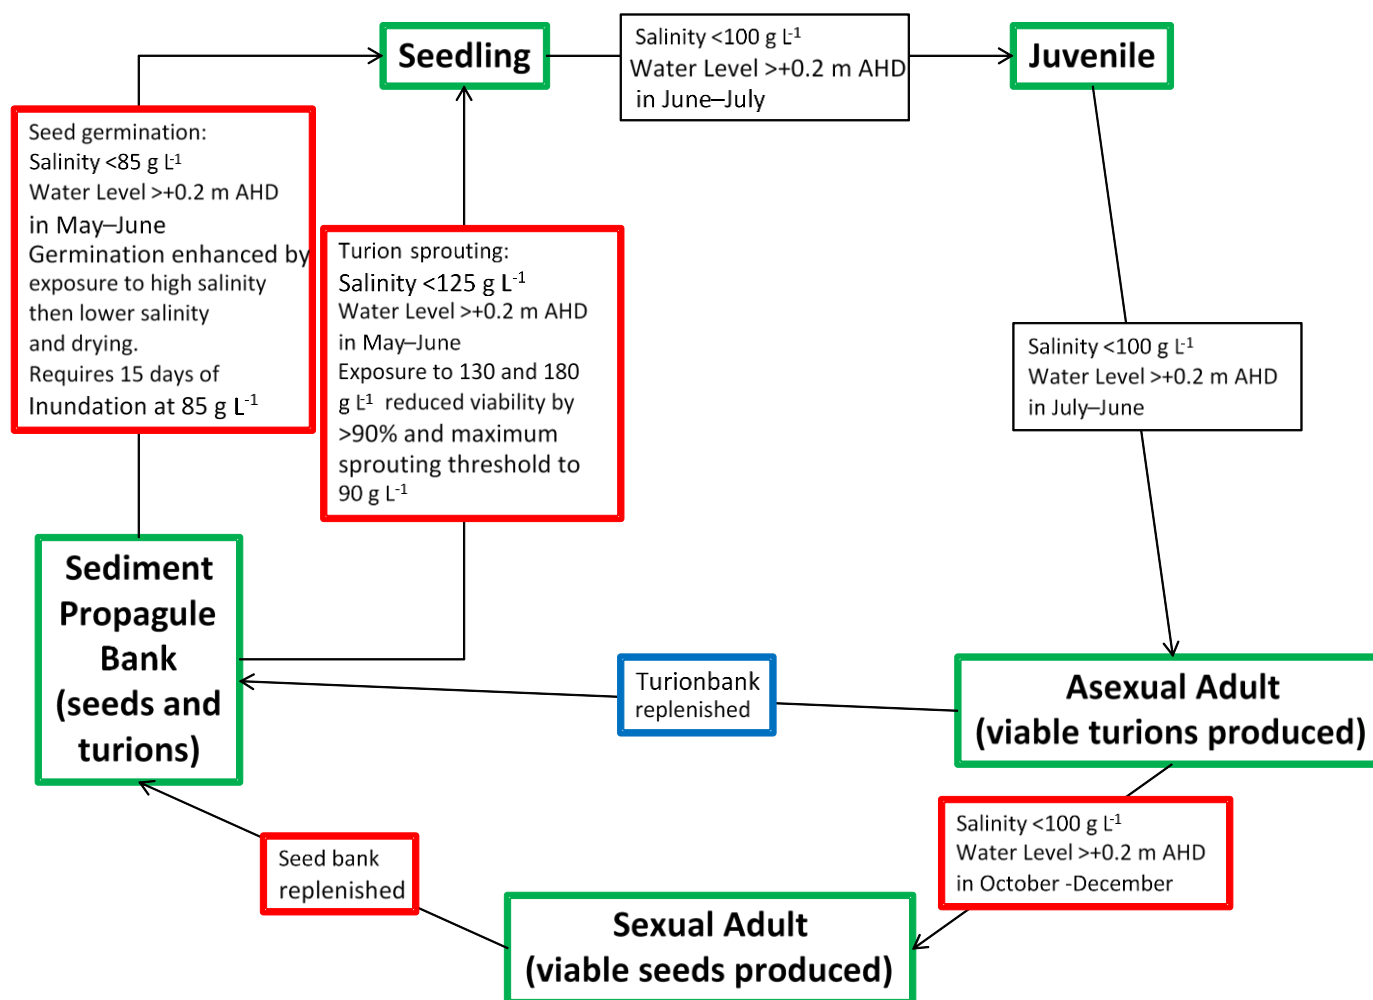 Seedling
Salinity <100 g L⁻¹
Water Level >+0.2 m AHD
in June–July
Juvenile
Seed germination:
Salinity <85 g L⁻¹
Water Level >+0.2 m AHD
in May–June
Germination enhanced by
exposure to high salinity
then lower salinity
and drying.
Requires 15 days of
Inundation at 85 g L⁻¹
Turion sprouting:
Salinity <125 g L⁻¹
Water Level >+0.2 m AHD
in May–June
Exposure to 130 and 180
g L⁻¹ reduced viability by
>90% and maximum
sprouting threshold to
90 g L⁻¹
Salinity <100 g L⁻¹
Water Level >+0.2 m AHD
in July–June
Sediment
Propagule
Bank
(seeds and
turions)
Turionbank
replenished
Asexual Adult
(viable turions produced)
Salinity <100 g L⁻¹
Water Level >+0.2 m AHD
in October -December
Seed bank
replenished
Sexual Adult
(viable seeds produced)